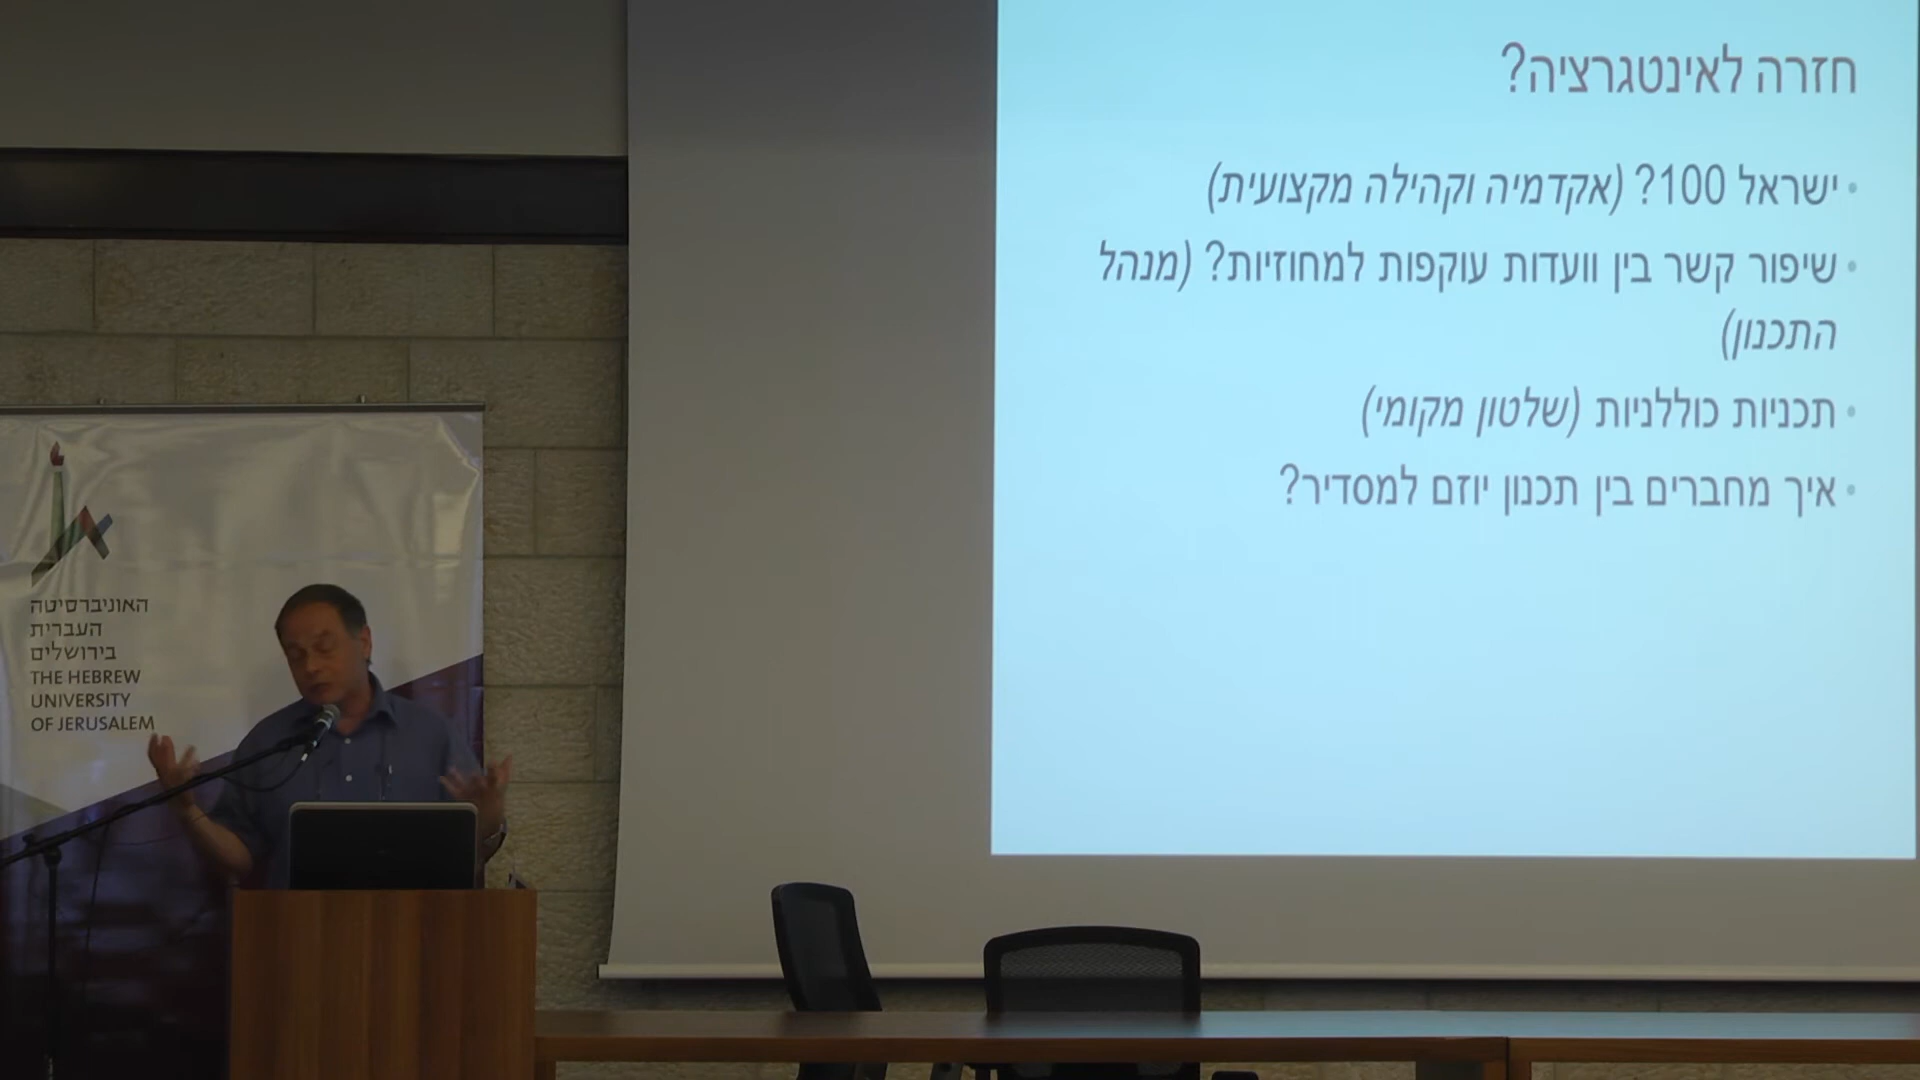 חזרה לאינטגרציה?
• ישראל 100? (אקדמיה וקהילה מקצועית)
• שיפור קשר בין וועדות עוקפות למחוזיות? (מנהל
התכנון)
• תכניות כוללניות (שלטון מקומי)
• איך מחברים בין תכנון יוזם למסדיר?
האוניברסיטה
העברית
בירושלים
THE HEBREW
UNIVERSITY
OF JERUSALEM